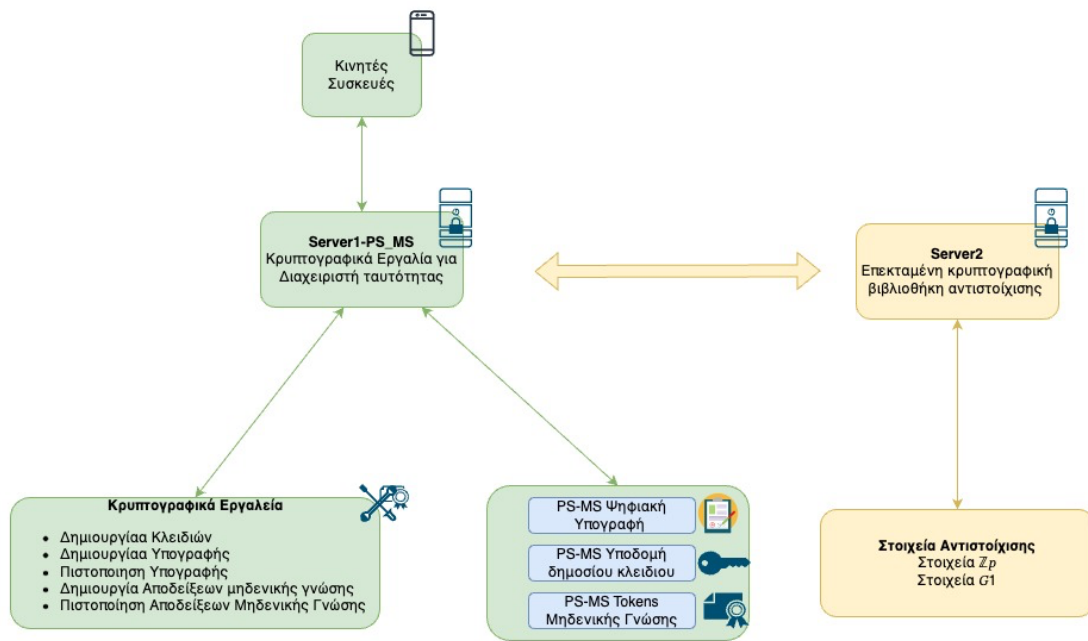 Κινητές
Συσκευές
Server1-PS_MS
Κρυπτογραφικά Εργαλία για
Διαχειριστή ταυτότητας
Server2
Επεκταμένη κρυπτογραφική
βιβλιοθήκη αντιστοίχισης
Κρυπτογραφικά Εργαλεία
• Δημιουργίαα Κλειδιών
• Δημιουργίαα Υπογραφής
• Πιστοποιηση Υπογραφής
• Δημιουργία Αποδείξεων μηδενικής γνώσης
• Πιστοποίηση Αποδείξεων Μηδενικής Γνώσης
PS-MS Ψηφιακή
Υπογραφή
PS-MS Υποδομή
δημοσίου κλειδιου
PS-MS Tokens
Μηδενικής Γνώσης
Στοιχεία Αντιστοίχισης
Στοιχεία ℤp
Στοιχεία G1